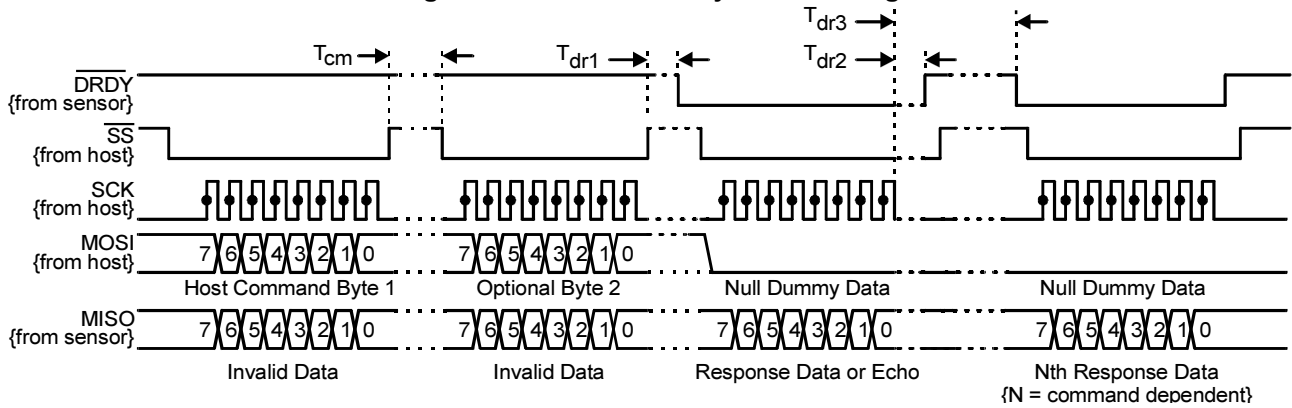 Tdr3
Tcm
Tdr1
Tdr2
DRDY
{from sensor}
SS
{from host}
SCK
{from host}
MOSI
{from host}
7 6 5 4 3 2 1 0
7 6 5 4 3 2 1 0
Host Command Byte 1
Optional Byte 2
Null Dummy Data
Null Dummy Data
MISO
{from sensor}
7 6 5 4 3 2 1 0
7 6 5 4 3 2 1 0
7 6 5 4 3 2 1 0
7 6 5 4 3 2 1 0
Invalid Data
Invalid Data
Response Data or Echo
Nth Response Data
{N = command dependent}